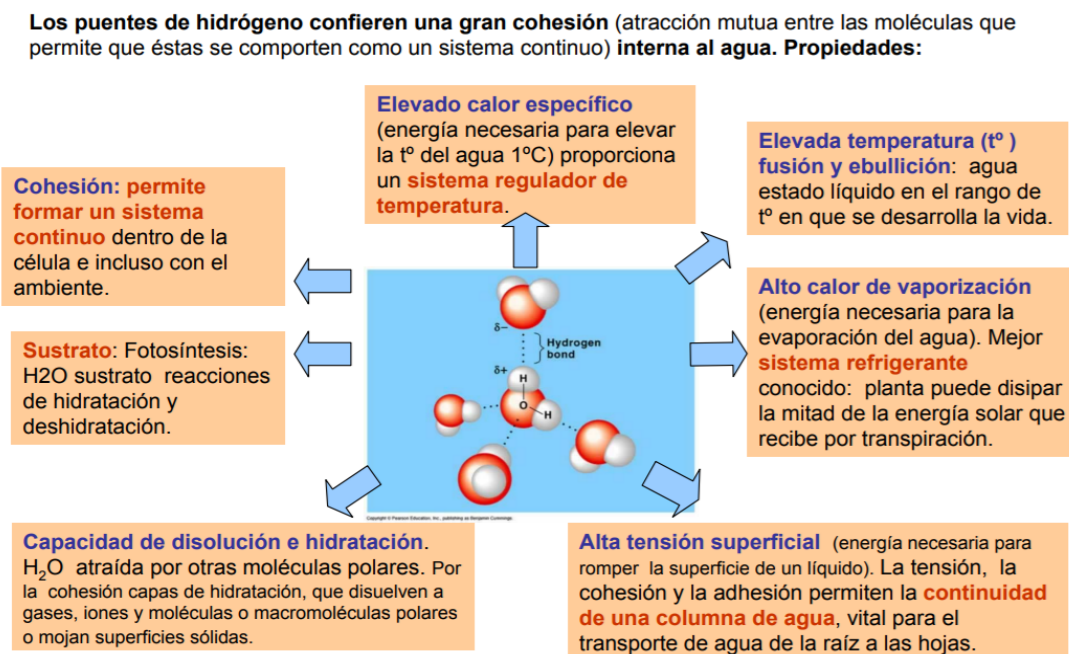 Los puentes de hidrógeno confieren una gran cohesión (atracción mutua entre las moléculas que
permite que éstas se comporten como un sistema continuo) interna al agua. Propiedades:
Elevado calor específico
(energía necesaria para elevar
la tº del agua 1ºC) proporciona
un sistema regulador de
temperatura.
Elevada temperatura (tº )
fusión y ebullición: agua
estado líquido en el rango de
tº en que se desarrolla la vida.
Cohesión: permite
formar un sistema
continuo dentro de la
célula e incluso con el
ambiente.
Alto calor de vaporización
(energía necesaria para la
evaporación del agua). Mejor
sistema refrigerante
conocido: planta puede disipar
la mitad de la energía solar que
recibe por transpiración.
Sustrato: Fotosíntesis:
H2O sustrato reacciones
de hidratación y
deshidratación.
δ–
Hydrogen
bond
δ+
H
O
H
Copyright © Pearson Education, Inc., publishing as Benjamin Cummings.
Capacidad de disolución e hidratación.
H₂O atraída por otras moléculas polares. Por
la cohesión capas de hidratación, que disuelven a
gases, iones y moléculas o macromoléculas polares
o mojan superficies sólidas.
Alta tensión superficial (energía necesaria para
romper la superficie de un líquido). La tensión, la
cohesión y la adhesión permiten la continuidad
de una columna de agua, vital para el
transporte de agua de la raíz a las hojas.